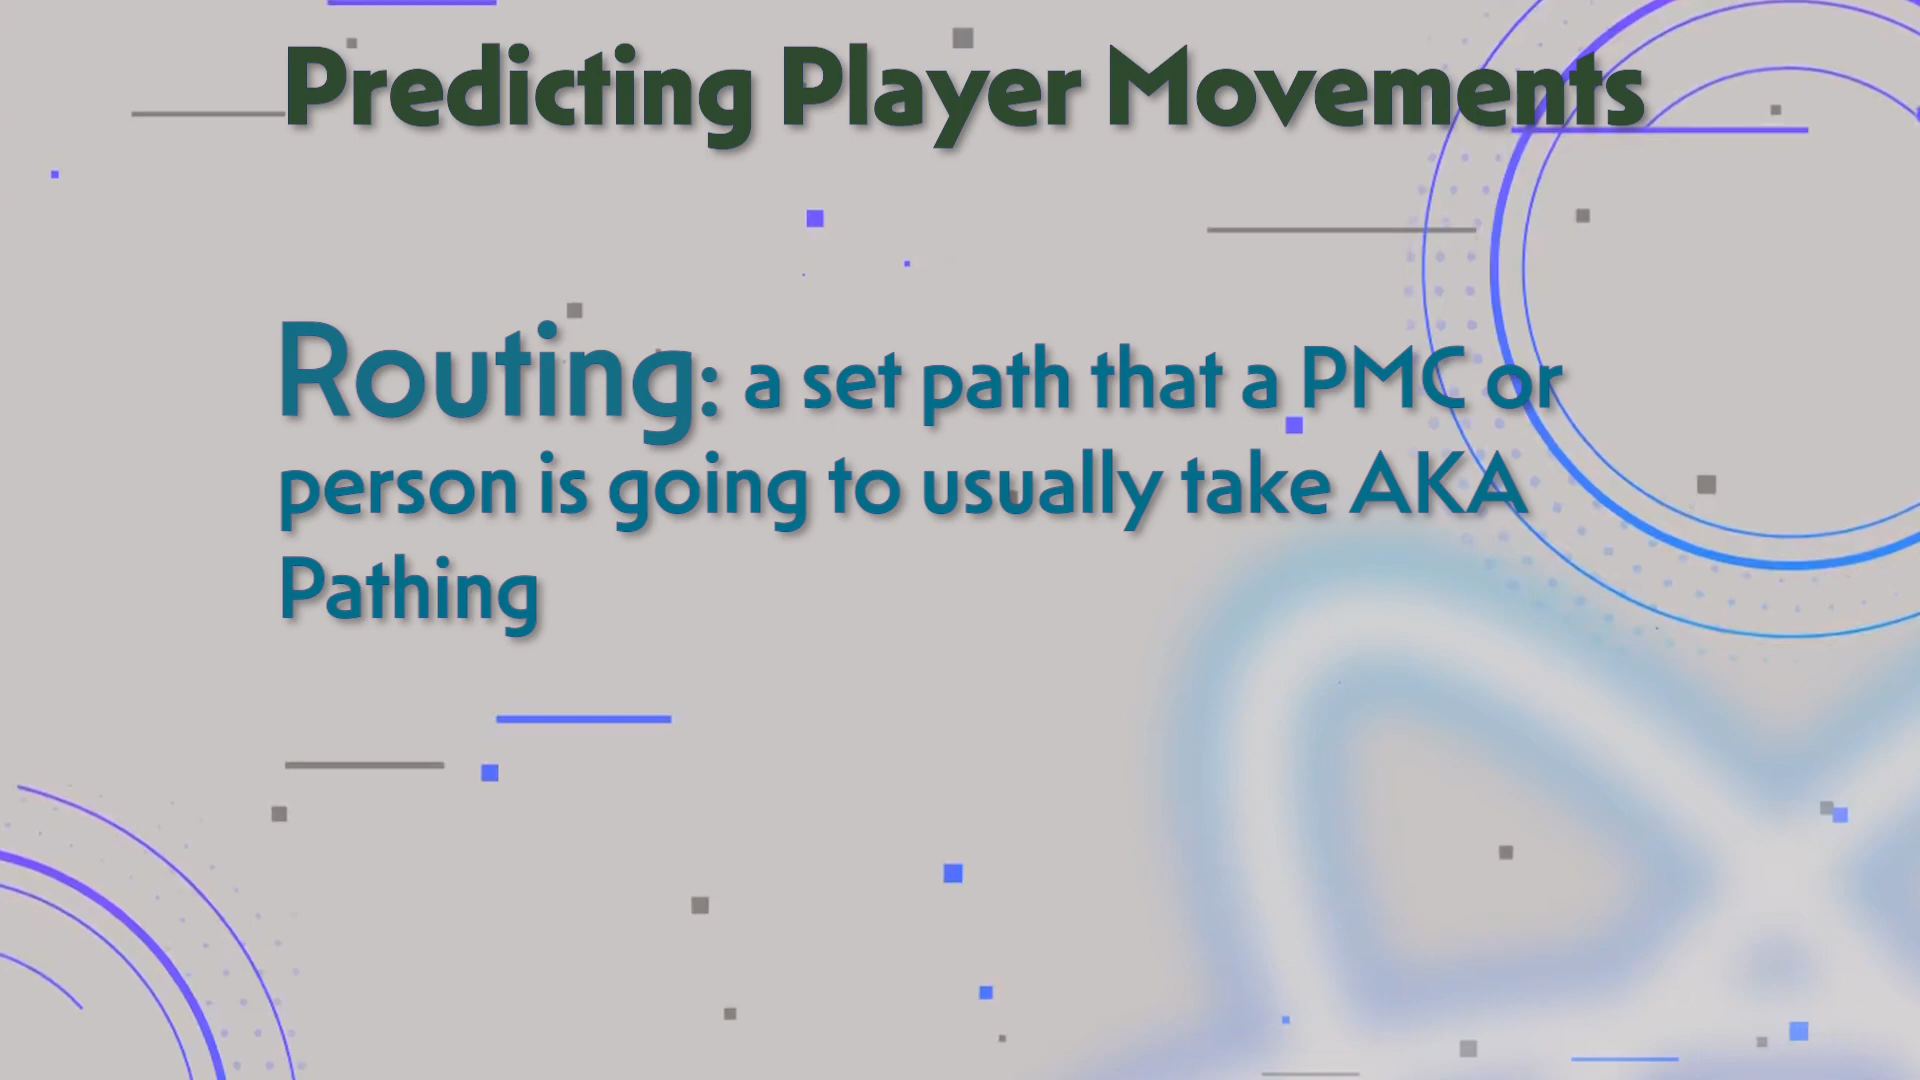 Predicting Player Movements
Routing: a set path that a PMC or
person is going to usually take AKA
Pathing